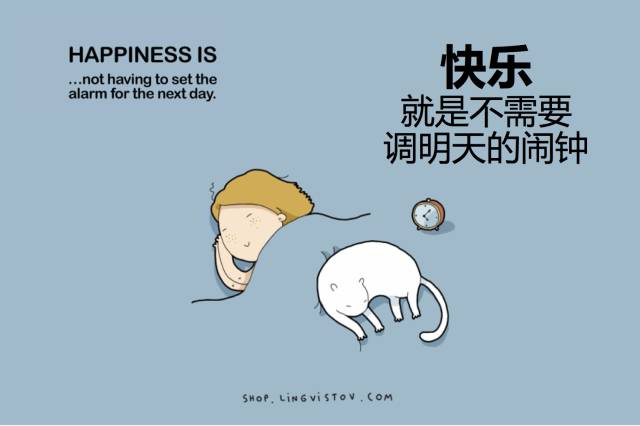 HAPPINESS IS
...not having to set the
alarm for the next day.
快乐
就是不需要
调明天的闹钟
SHOP.LINGVISTOV.COM